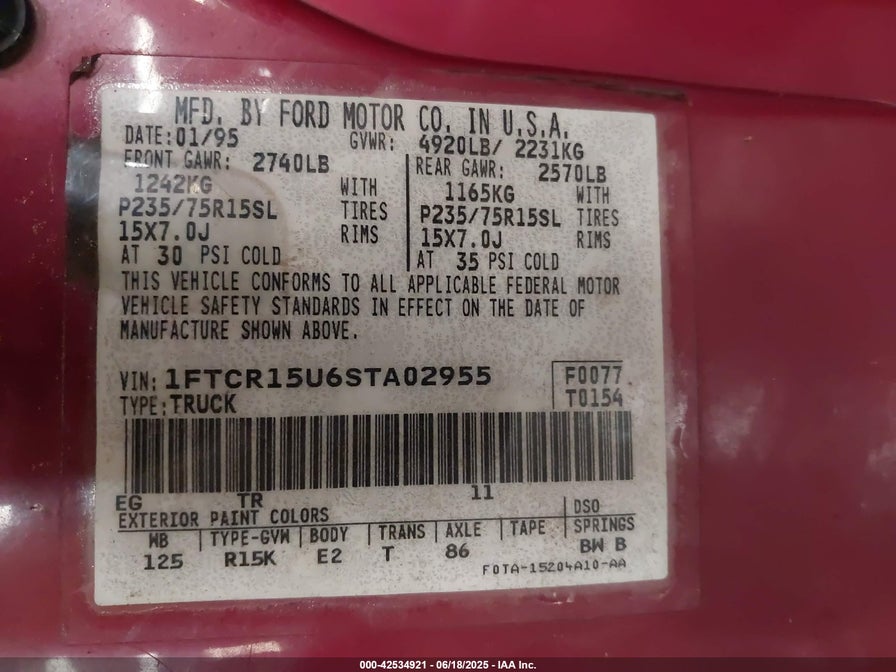 MFD. BY FORD MOTOR CO. IN U.S.A.
DATE: 01/95 GVWR: 4920LB/ 2231KG
FRONT GAWR: 2740LB REAR GAWR: 2570LB
1242KG WITH 1165KG WITH
P235/75R15SL TIRES P235/75R15SL TIRES
15X7.0J RIMS 15X7.0J RIMS
AT 30 PSI COLD AT 35 PSI COLD
THIS VEHICLE CONFORMS TO ALL APPLICABLE FEDERAL MOTOR
VEHICLE SAFETY STANDARDS IN EFFECT ON THE DATE OF
MANUFACTURE SHOWN ABOVE.
VIN: 1FTCR15U6STA02955 F0077
TYPE: TRUCK T0154
EG TR 11
EXTERIOR PAINT COLORS DSO
WB TYPE-GVW BODY TRANS AXLE TAPE SPRINGS
125 R15K E2 T 86 BW B
F0TA-15204A10-AA
000-42534921 - 06/18/2025 - IAA Inc.